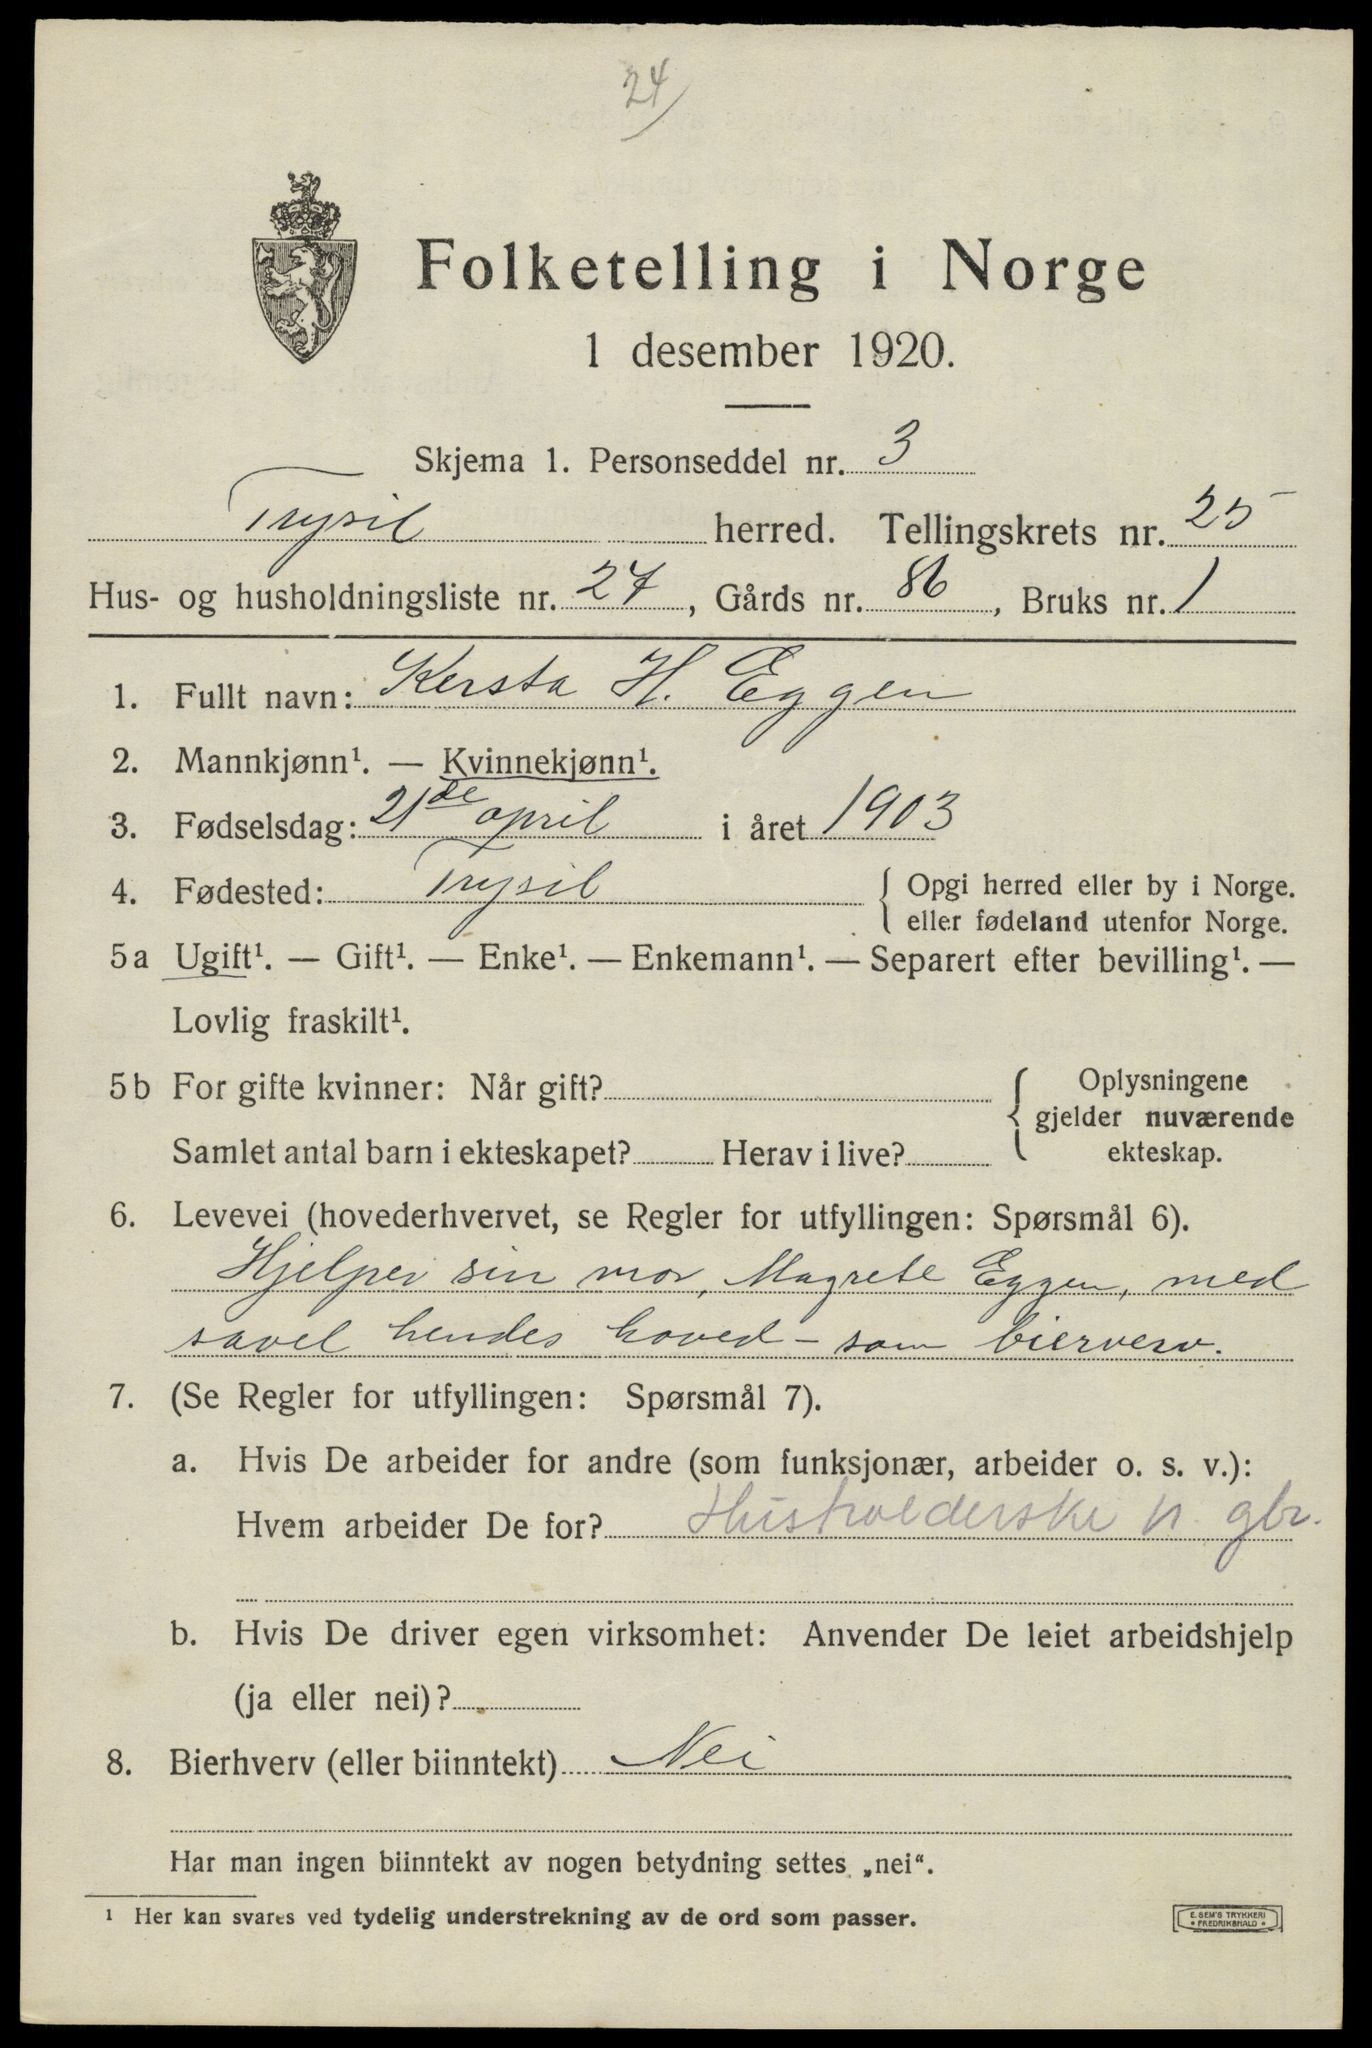 24
Folketelling i Norge
1 desember 1920.
Skjema 1. Personseddel nr. 3
Trysil herred. Tellingskrets nr. 25
Hus- og husholdningsliste nr. 27, Gårds nr. 86, Bruks nr. 1
1. Fullt navn: Kersta H. Eggen
2. Mannkjønn¹. — Kvinnekjønn¹.
3. Fødselsdag: 21de april i året 1903
4. Fødested: Trysil { Opgi herred eller by i Norge.
eller fødeland utenfor Norge.
5a Ugift¹. — Gift¹. — Enke¹. — Enkemann¹. — Separert efter bevilling¹. —
Lovlig fraskilt¹.
5b For gifte kvinner: Når gift? { Oplysningene
gjelder nuværende
Samlet antal barn i ekteskapet? Herav i live? ekteskap.
6. Levevei (hovederhvervet, se Regler for utfyllingen: Spørsmål 6).
Hjelper sin mor, Magrete Eggen, med
savel hendes hoved- som bierverv.
7. (Se Regler for utfyllingen: Spørsmål 7).
a. Hvis De arbeider for andre (som funksjonær, arbeider o. s. v.):
Hvem arbeider De for? Husholderske h. gbr.
b. Hvis De driver egen virksomhet: Anvender De leiet arbeidshjelp
(ja eller nei)?
8. Bierhverv (eller biinntekt) Nei
Har man ingen biinntekt av nogen betydning settes „nei".
¹ Her kan svares ved tydelig understrekning av de ord som passer.
E. SEM'S TRYKKERI
• FREDRIKSHALD •